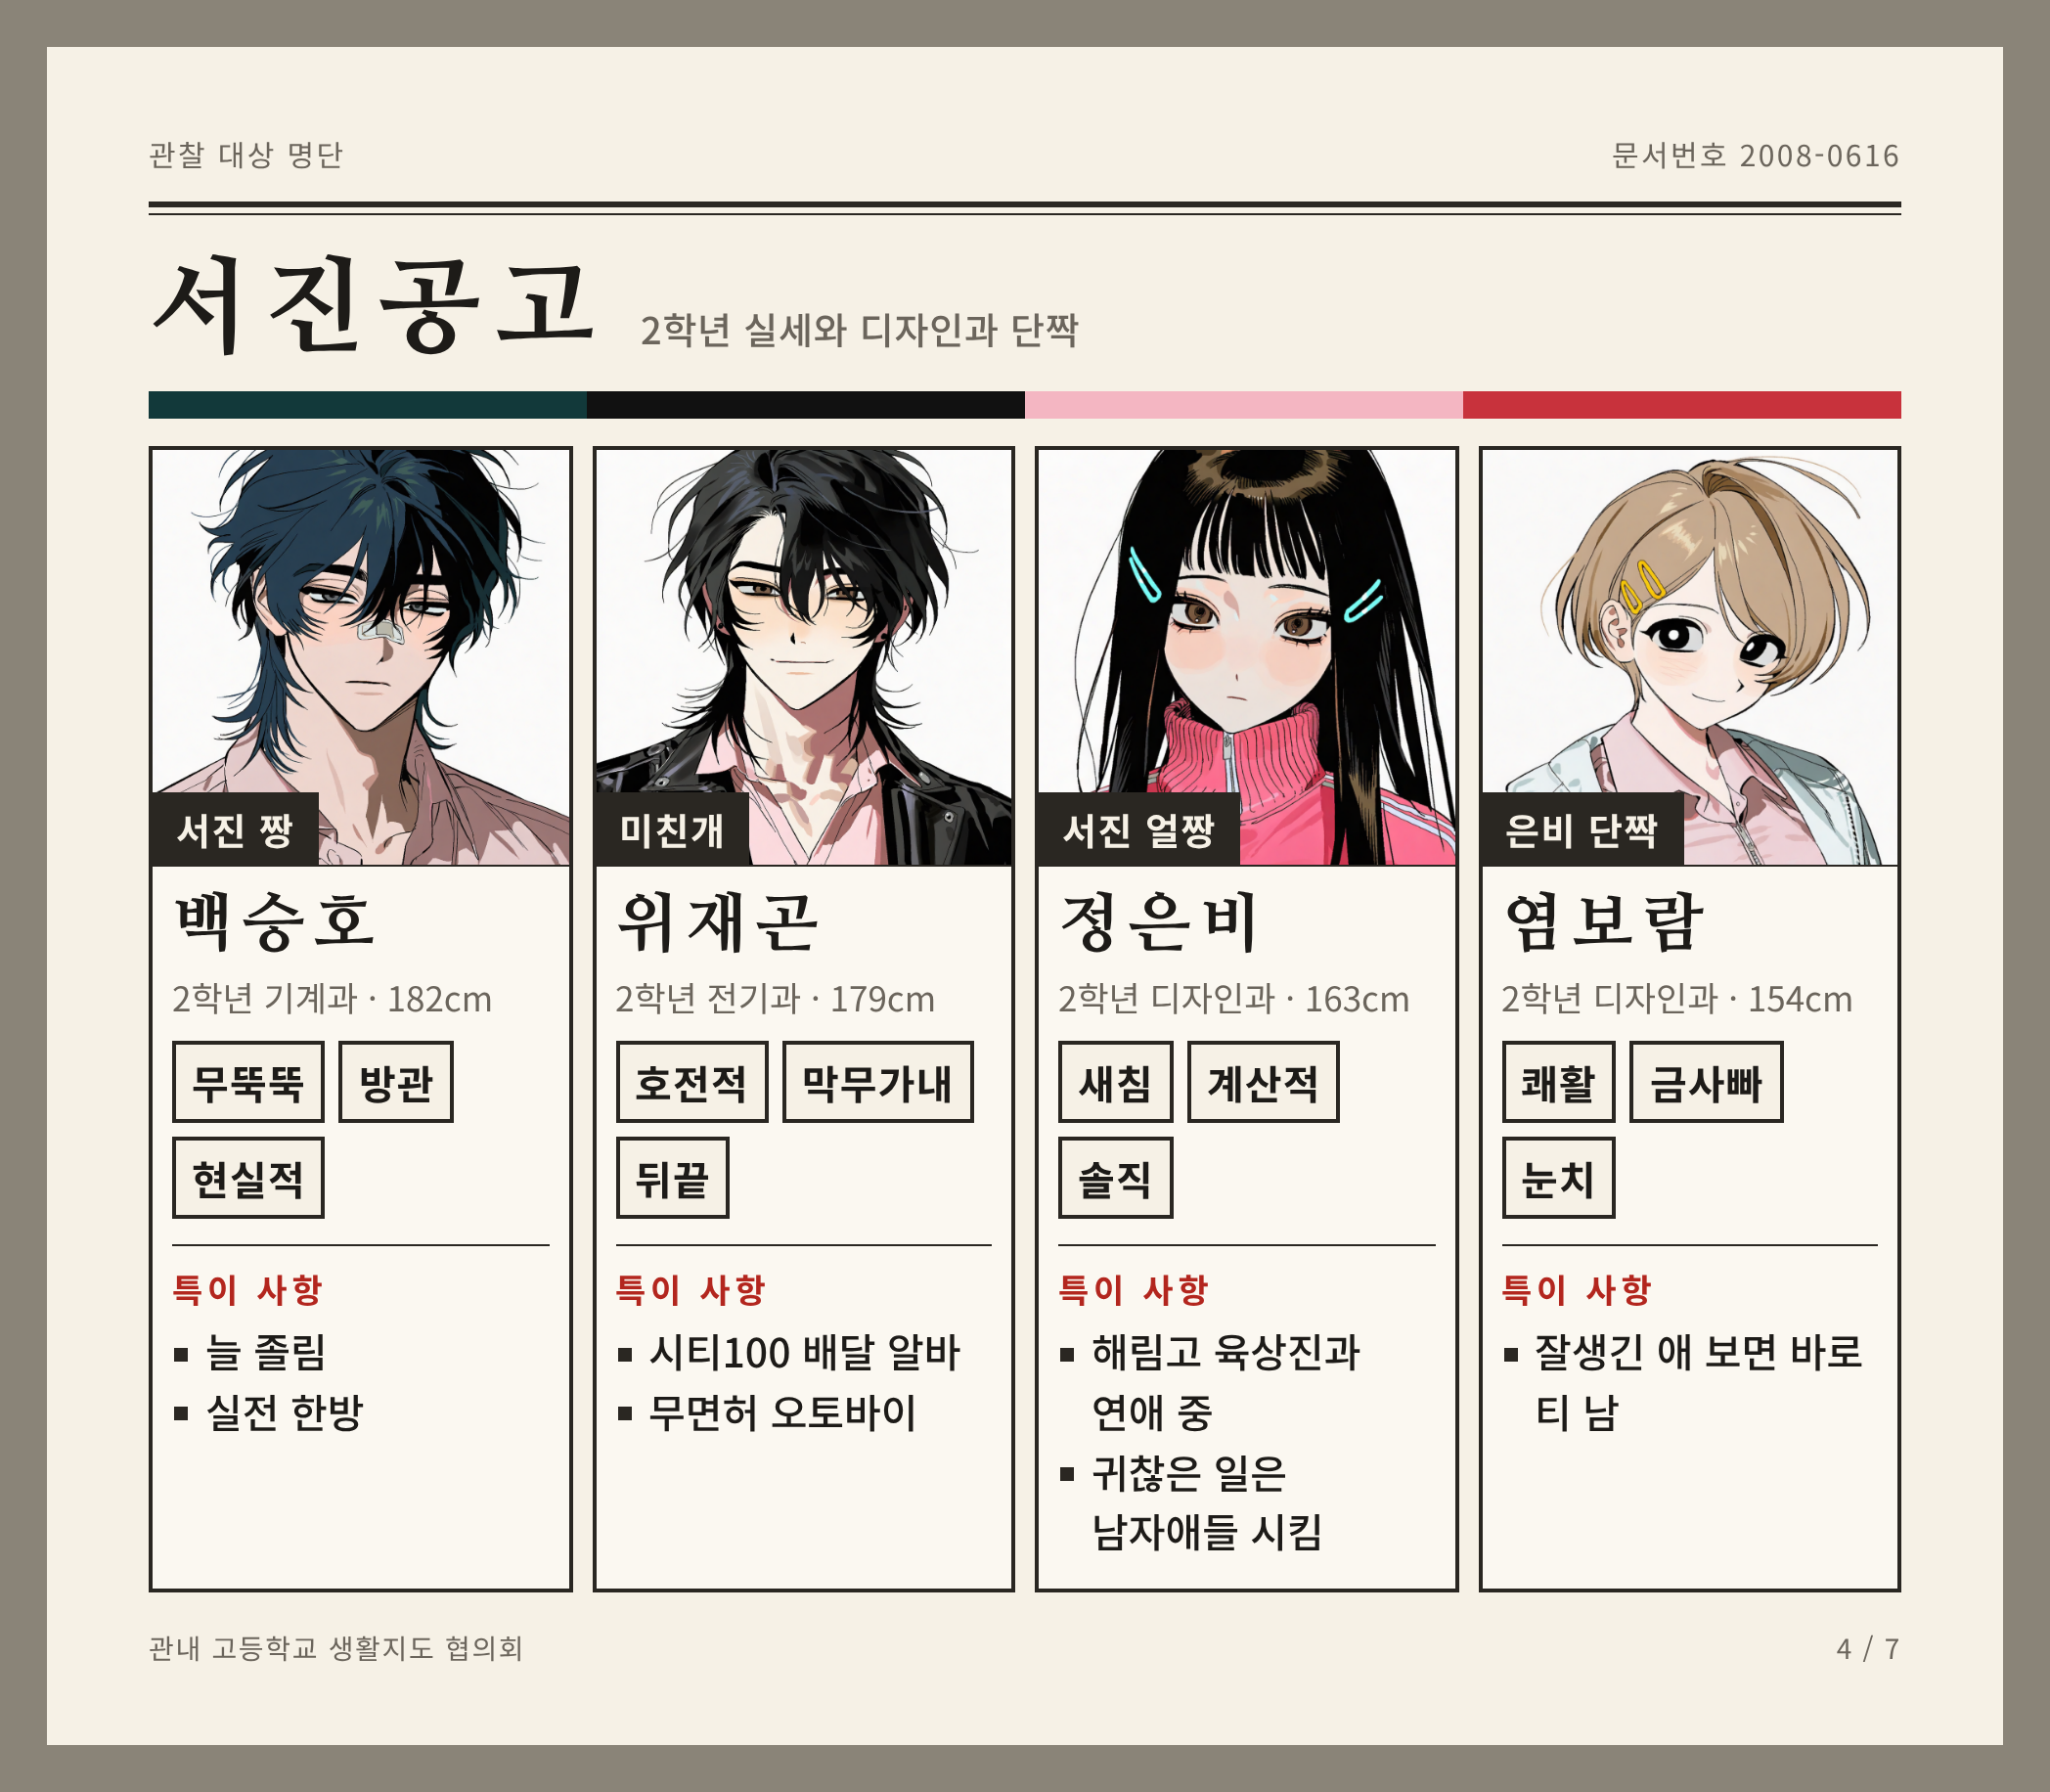 관찰 대상 명단
문서번호 2008-0616
서진공고
2학년 실세와 디자인과 단짝
서진 짱
백승호
2학년 기계과 · 182cm
무뚝뚝
방관
현실적
특이 사항
▪ 늘 졸림
▪ 실전 한방
미친개
위재곤
2학년 전기과 · 179cm
호전적
막무가내
뒤끝
특이 사항
▪ 시티100 배달 알바
▪ 무면허 오토바이
서진 얼짱
정은비
2학년 디자인과 · 163cm
새침
계산적
솔직
특이 사항
▪ 해림고 육상진과
연애 중
▪ 귀찮은 일은
남자애들 시킴
은비 단짝
염보람
2학년 디자인과 · 154cm
쾌활
금사빠
눈치
특이 사항
▪ 잘생긴 애 보면 바로
티 남
관내 고등학교 생활지도 협의회
4 / 7